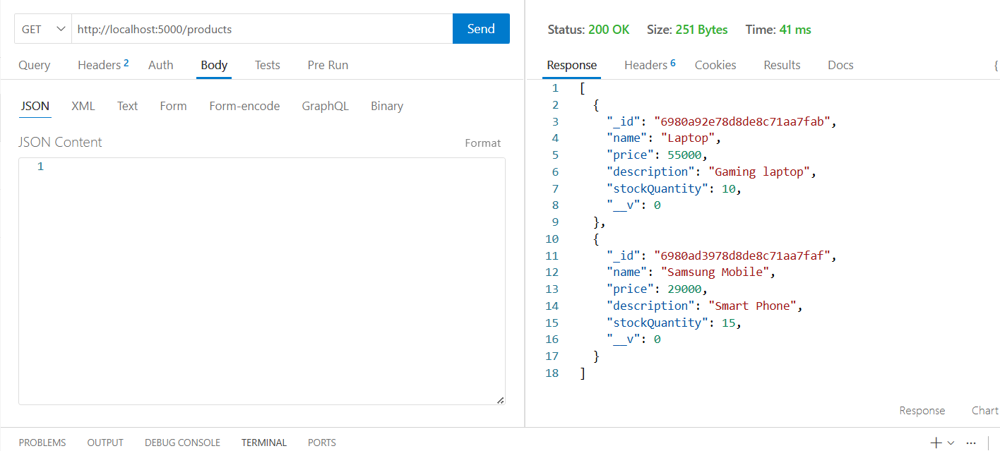 GET http://localhost:5000/products Send
Query Headers 2 Auth Body Tests Pre Run
JSON XML Text Form Form-encode GraphQL Binary
JSON Content Format
1
Status: 200 OK Size: 251 Bytes Time: 41 ms
Response Headers 6 Cookies Results Docs {
1 [
2 {
3 "_id": "6980a92e78d8de8c71aa7fab",
4 "name": "Laptop",
5 "price": 55000,
6 "description": "Gaming laptop",
7 "stockQuantity": 10,
8 "__v": 0
9 },
10 {
11 "_id": "6980ad3978d8de8c71aa7faf",
12 "name": "Samsung Mobile",
13 "price": 29000,
14 "description": "Smart Phone",
15 "stockQuantity": 15,
16 "__v": 0
17 }
18 ]
Response Chart
PROBLEMS OUTPUT DEBUG CONSOLE TERMINAL PORTS